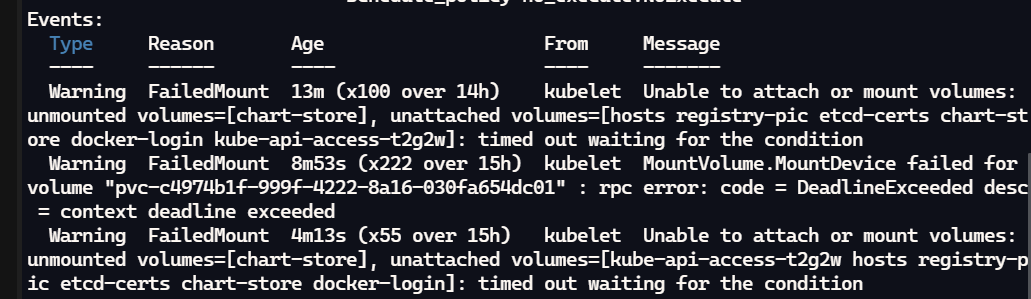 Events:
Type Reason Age From Message
---- ------ ---- ---- -------
Warning FailedMount 13m (x100 over 14h) kubelet Unable to attach or mount volumes:
unmounted volumes=[chart-store], unattached volumes=[hosts registry-pic etcd-certs chart-st
ore docker-login kube-api-access-t2g2w]: timed out waiting for the condition
Warning FailedMount 8m53s (x222 over 15h) kubelet MountVolume.MountDevice failed for
volume "pvc-c4974b1f-999f-4222-8a16-030fa654dc01" : rpc error: code = DeadlineExceeded desc
= context deadline exceeded
Warning FailedMount 4m13s (x55 over 15h) kubelet Unable to attach or mount volumes:
unmounted volumes=[chart-store], unattached volumes=[kube-api-access-t2g2w hosts registry-p
ic etcd-certs chart-store docker-login]: timed out waiting for the condition